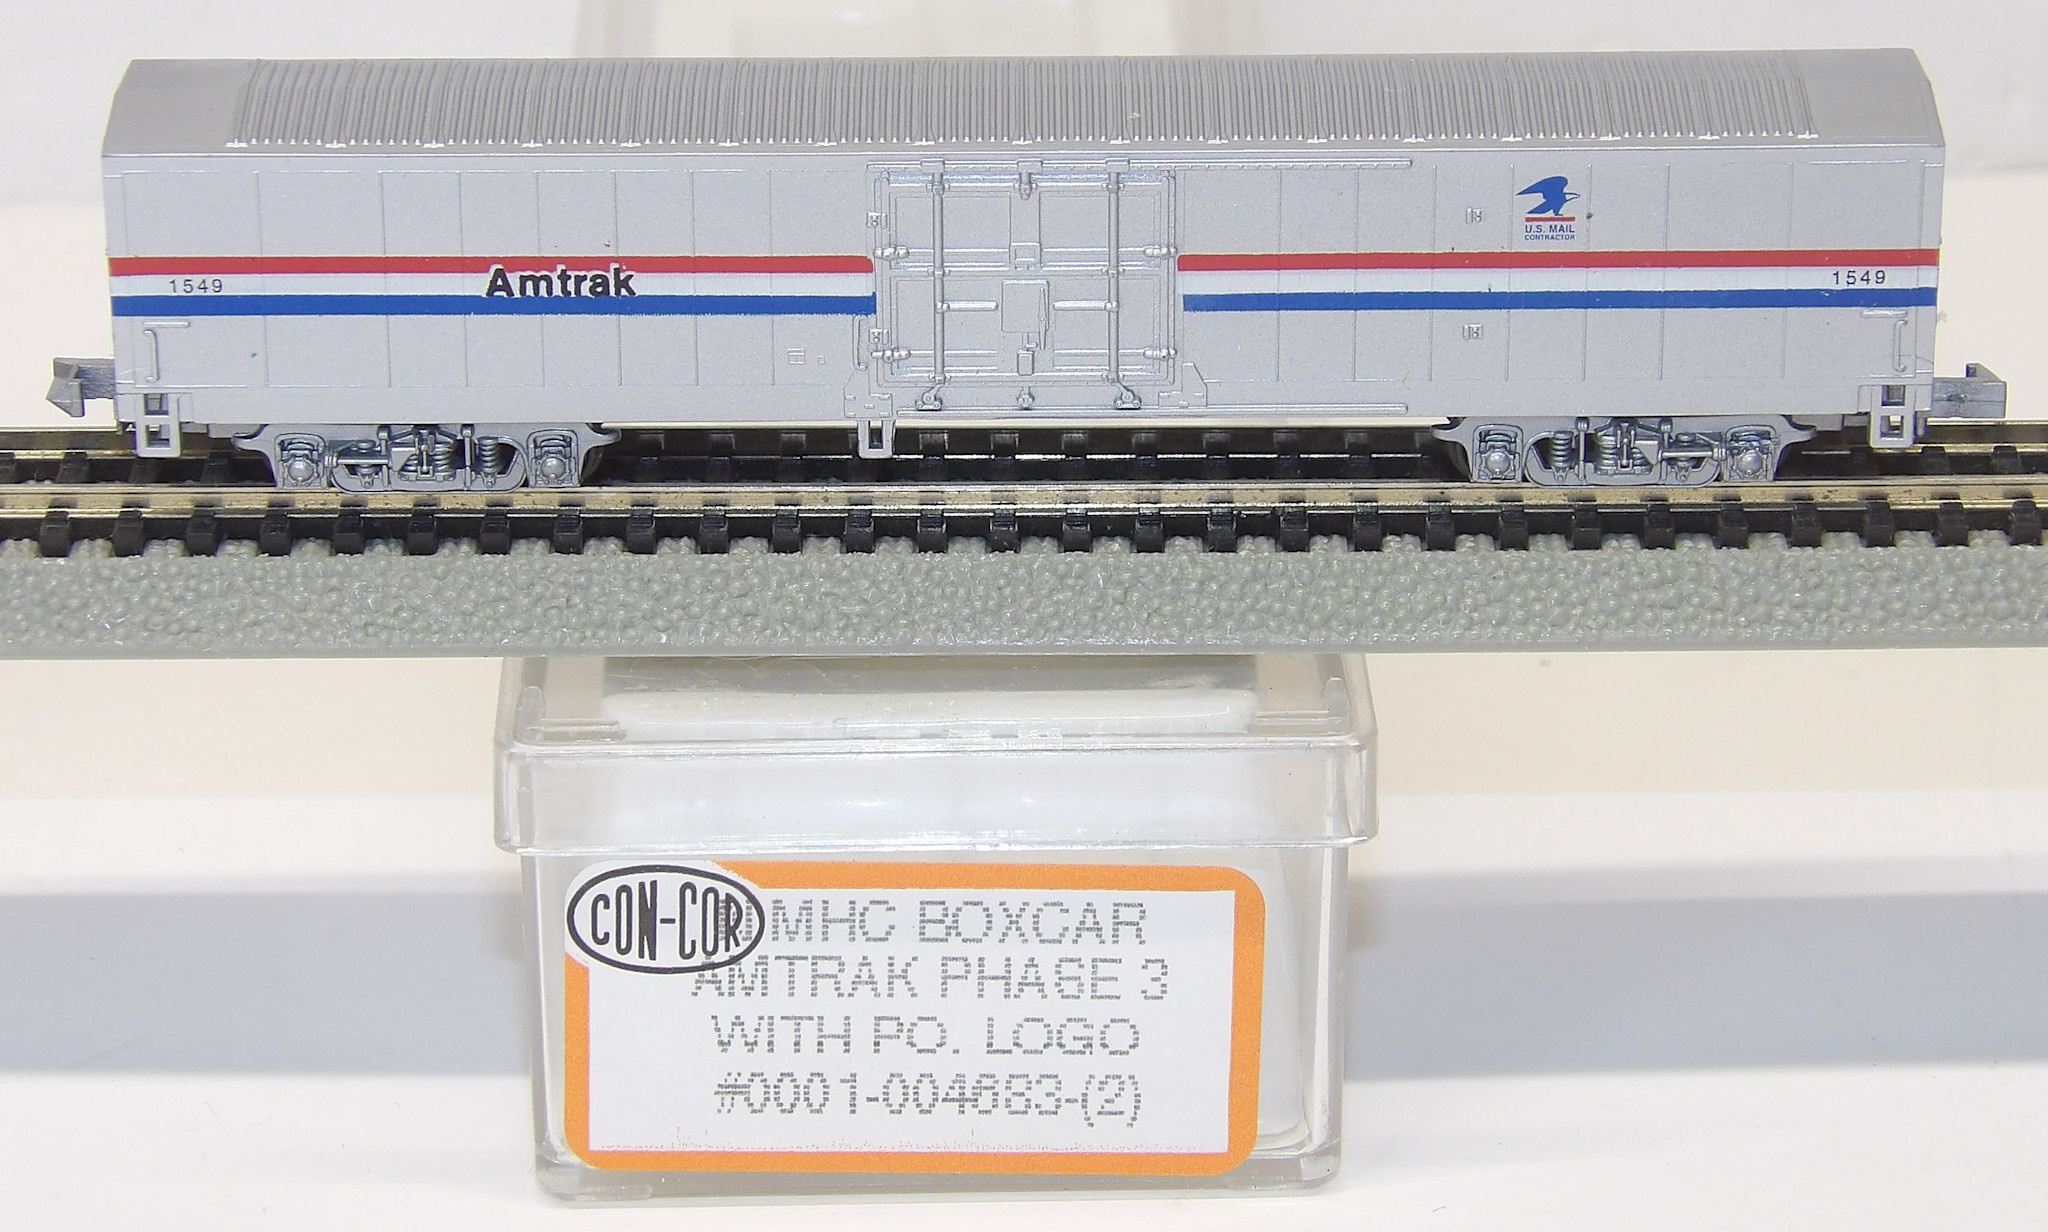 U.S. MAIL
CONTRACTOR
1549
Amtrak
1549
CON-COR
MHC BOXCAR
AMTRAK PHASE 3
WITH P.O. LOGO